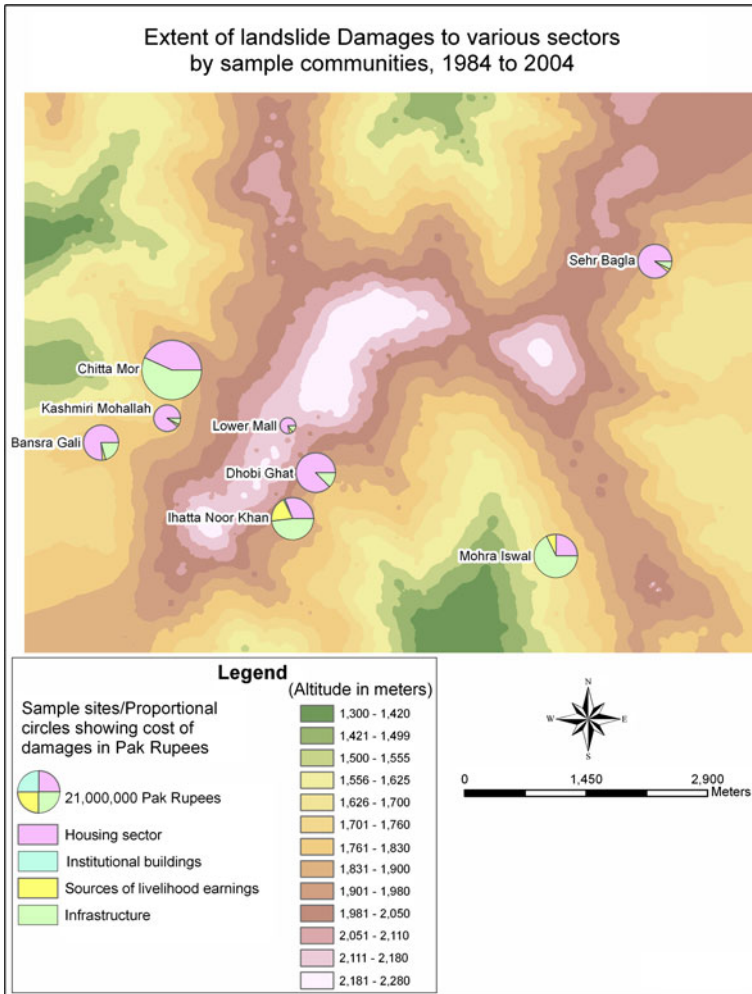 Extent of landslide Damages to various sectors
by sample communities, 1984 to 2004
Sehr Bagla
Chitta Mor
Kashmiri Mohallah
Lower Mall
Bansra Gali
Dhobi Ghat
Ihatta Noor Khan
Mohra Iswal
Legend
Sample sites/Proportional
circles showing cost of
damages in Pak Rupees
21,000,000 Pak Rupees
Housing sector
Institutional buildings
Sources of livelihood earnings
Infrastructure
(Altitude in meters)
1,300 - 1,420
1,421 - 1,499
1,500 - 1,555
1,556 - 1,625
1,626 - 1,700
1,701 - 1,760
1,761 - 1,830
1,831 - 1,900
1,901 - 1,980
1,981 - 2,050
2,051 - 2,110
2,111 - 2,180
2,181 - 2,280
N
W E
S
0 1,450 2,900
Meters